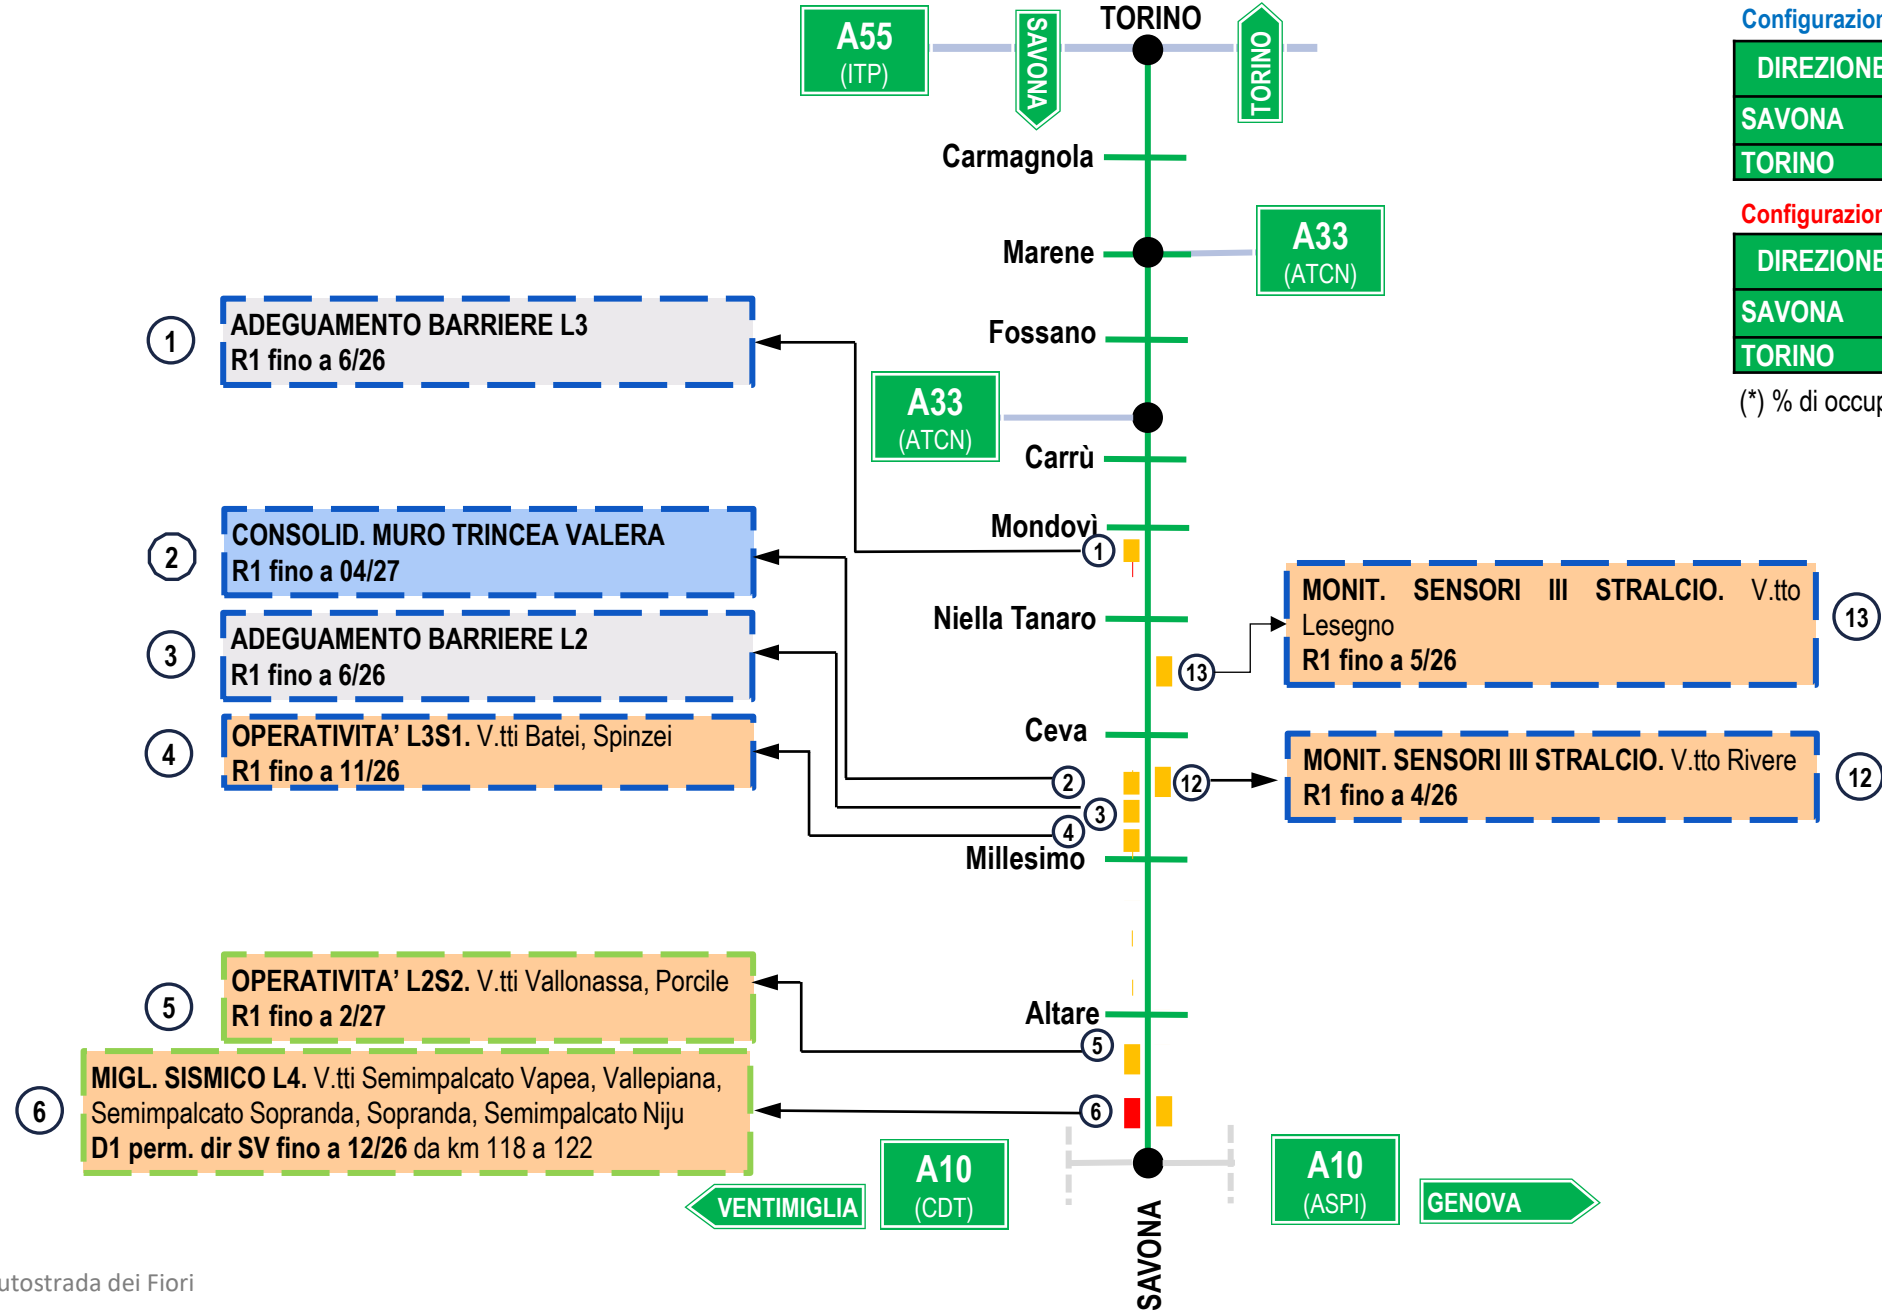 TORINO
A55
(ITP)
SAVONA
TORINO
Carmagnola
Marene
A33
(ATCN)
Fossano
A33
(ATCN)
Carrù
Mondovì
Niella Tanaro
Ceva
Millesimo
Altare
1
ADEGUAMENTO BARRIERE L3
R1 fino a 6/26
2
CONSOLID. MURO TRINCEA VALERA
R1 fino a 04/27
3
ADEGUAMENTO BARRIERE L2
R1 fino a 6/26
4
OPERATIVITA' L3S1. V.tti Batei, Spinzei
R1 fino a 11/26
5
OPERATIVITA' L2S2. V.tti Vallonassa, Porcile
R1 fino a 2/27
6
MIGL. SISMICO L4. V.tti Semimpalcato Vapea, Vallepiana,
Semimpalcato Sopranda, Sopranda, Semimpalcato Niju
D1 perm. dir SV fino a 12/26 da km 118 a 122
1
2
3
4
5
6
13
12
MONIT. SENSORI III STRALCIO. V.tto
Lesegno
R1 fino a 5/26
13
MONIT. SENSORI III STRALCIO. V.tto Rivere
R1 fino a 4/26
12
VENTIMIGLIA
A10
(CDT)
SAVONA
A10
(ASPI)
GENOVA
Configurazion
DIREZIONE
SAVONA
TORINO
Configurazion
DIREZIONE
SAVONA
TORINO
(*) % di occup
utostrada dei Fiori